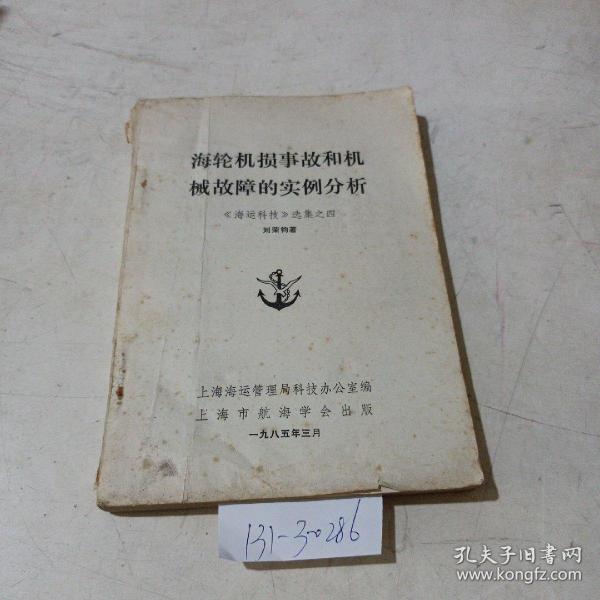 海轮机损事故和机
械故障的实例分析
《海运科技》选集之四
刘荣钧著
上海海运管理局科技办公室编
上海市航海学会出版
一九八五年三月
131-3-0286
孔夫子旧书网
www.kongfz.com